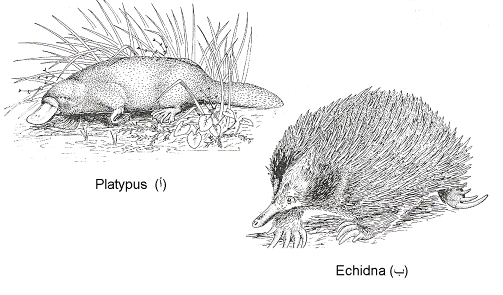 Platypus (أ)
Echidna (ب)